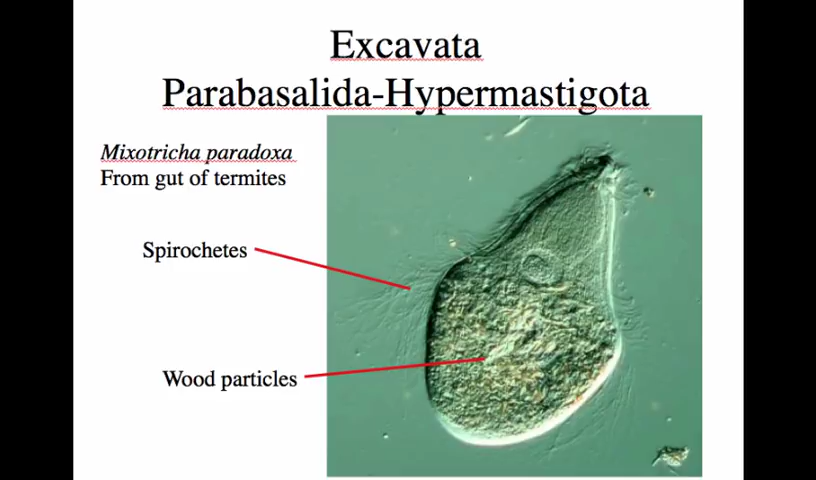 Excavata
Parabasalida-Hypermastigota
Mixotricha paradoxa
From gut of termites
Spirochetes
Wood particles